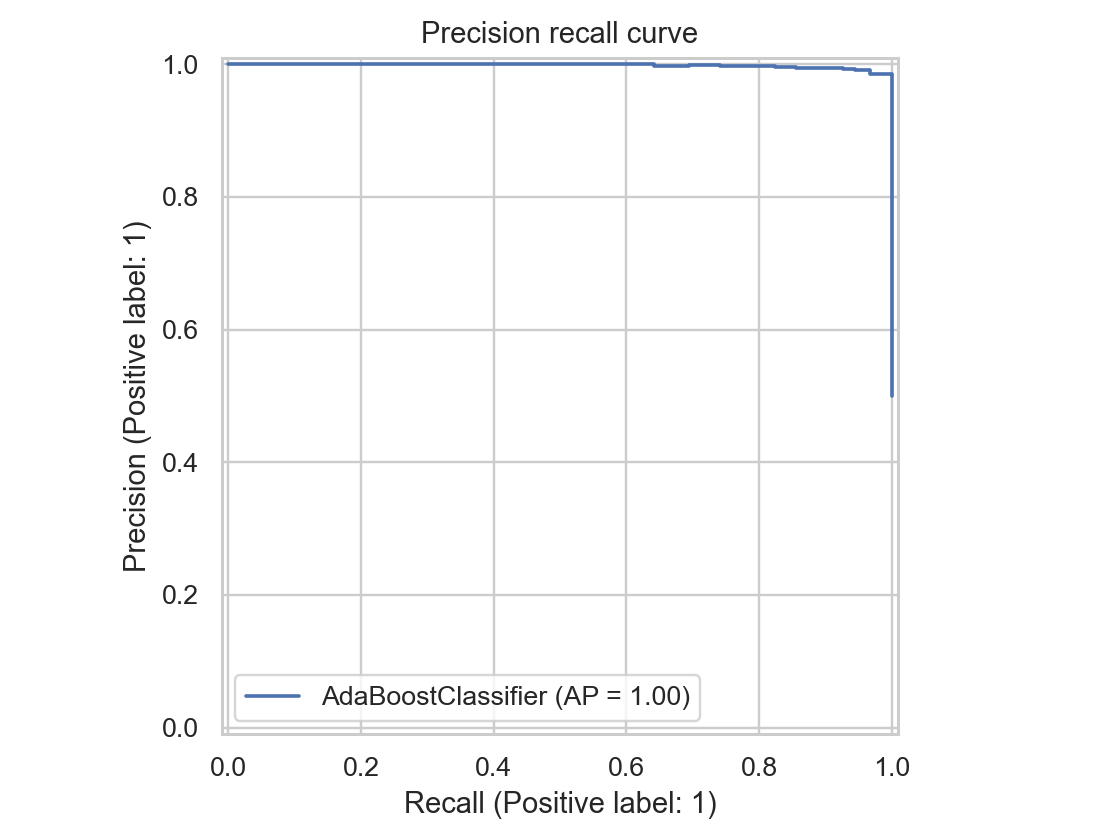 Precision recall curve
1.0
0.8
0.6
0.4
0.2
0.0
Precision (Positive label: 1)
AdaBoostClassifier (AP = 1.00)
0.0 0.2 0.4 0.6 0.8 1.0
Recall (Positive label: 1)